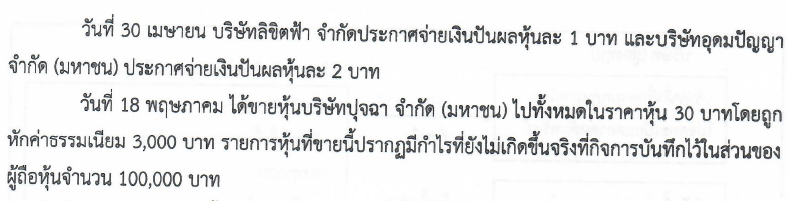 วันที่ 30 เมษายน บริษัทลิขิตฟ้า จำกัดประกาศจ่ายเงินปันผลหุ้นละ 1 บาท และบริษัทอุดมปัญญา
จำกัด (มหาชน) ประกาศจ่ายเงินปันผลหุ้นละ 2 บาท
วันที่ 18 พฤษภาคม ได้ขายหุ้นบริษัทปุจฉา จำกัด (มหาชน) ไปทั้งหมดในราคาหุ้น 30 บาทโดยถูก
หักค่าธรรมเนียม 3,000 บาท รายการหุ้นที่ขายนี้ปรากฏมีกำไรที่ยังไม่เกิดขึ้นจริงที่กิจการบันทึกไว้ในส่วนของ
ผู้ถือหุ้นจำนวน 100,000 บาท